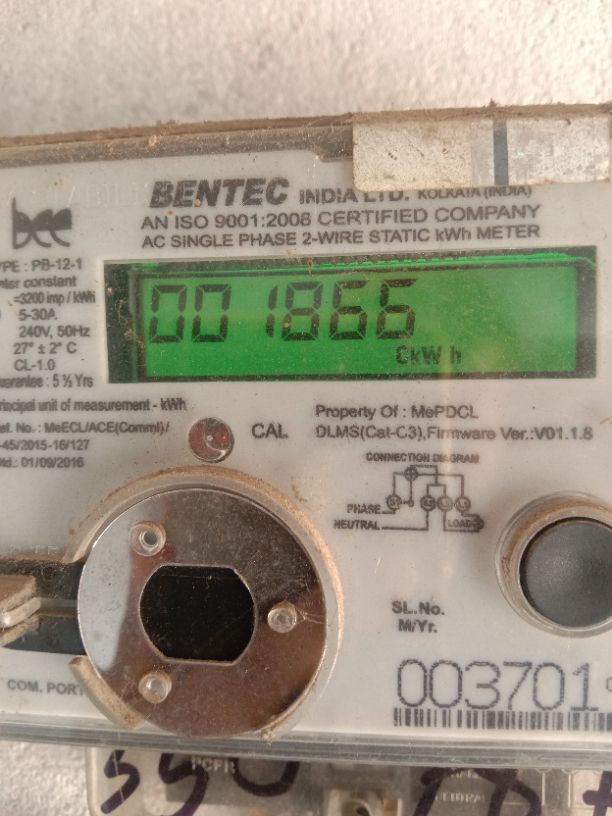 BENTEC INDIA LTD. KOLKATA (INDIA)
AN ISO 9001:2008 CERTIFIED COMPANY
AC SINGLE PHASE 2-WIRE STATIC kWh METER
bee
: PB-12-1
constant
=3200 imp / kWh
5-30A
240V, 50Hz
27° ± 2° C
CL-1.0
: 5 ½ Yrs
001866
CkW h
unit of measurement - kWh
No. : MeECL/ACE(Comml)/
-45/2015-16/127
01/09/2016
CAL
Property Of : MePDCL
DLMS(Cat-C3),Firmware Ver.:V01.1.8
CONNECTION DIAGRAM
PHASE
NEUTRAL
LOAD
SL.No.
M/Yr.
COM. PORT
003701